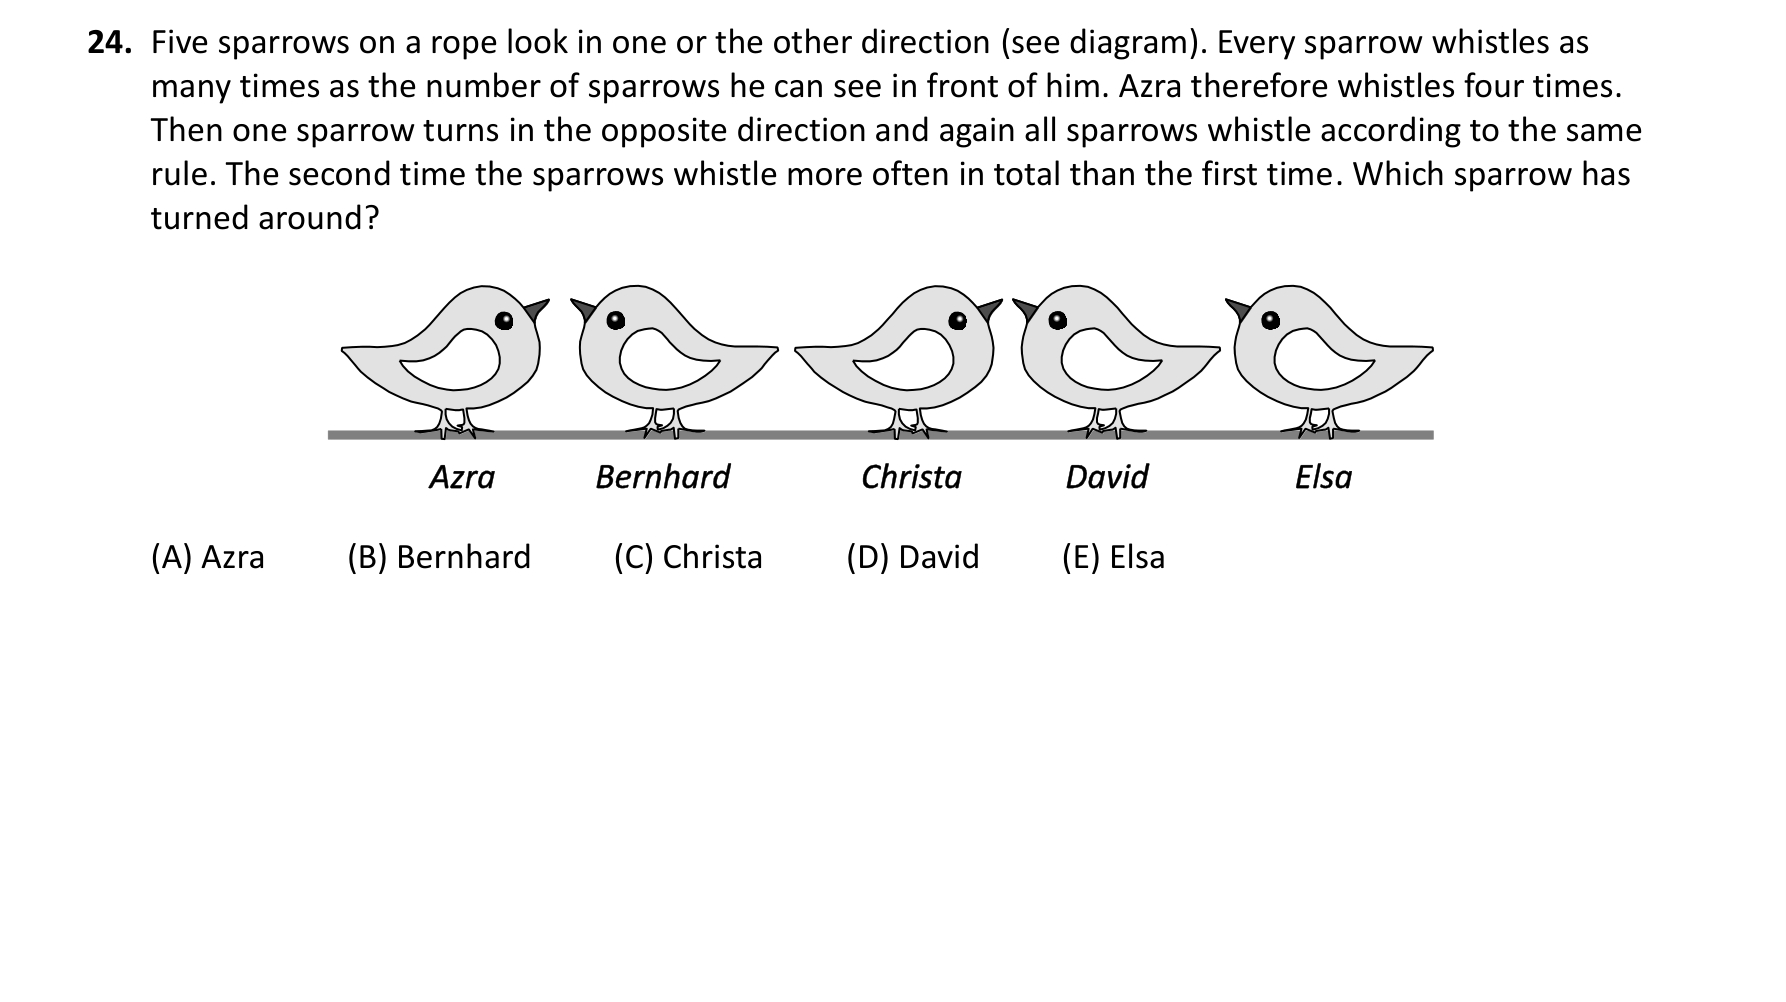 24. Five sparrows on a rope look in one or the other direction (see diagram). Every sparrow whistles as
many times as the number of sparrows he can see in front of him. Azra therefore whistles four times.
Then one sparrow turns in the opposite direction and again all sparrows whistle according to the same
rule. The second time the sparrows whistle more often in total than the first time. Which sparrow has
turned around?
Azra Bernhard Christa David Elsa
(A) Azra (B) Bernhard (C) Christa (D) David (E) Elsa